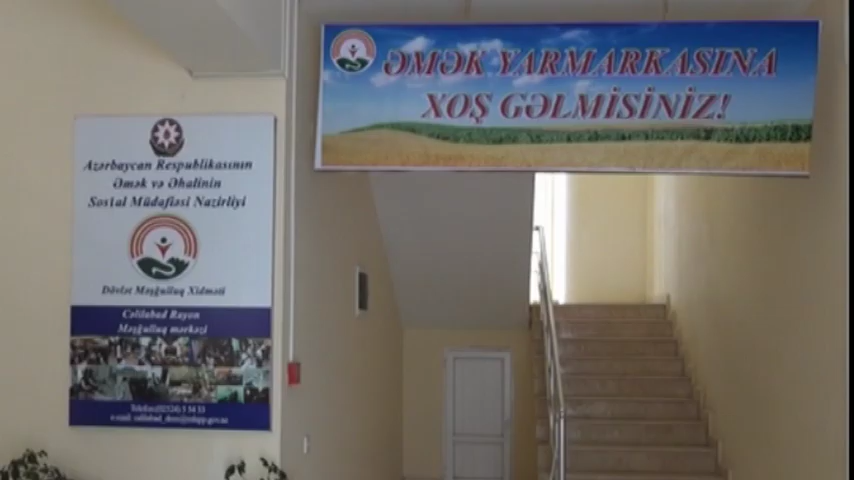 ƏMƏK YARMARKASINA
XOŞ GƏLMİSİNİZ!
Azərbaycan Respublikasının
Əmək və Əhalinin
Sosial Müdafiəsi Nazirliyi
Dövlət Məşğulluq Xidməti
Cəlilabad Rayon
Məşğulluq mərkəzi